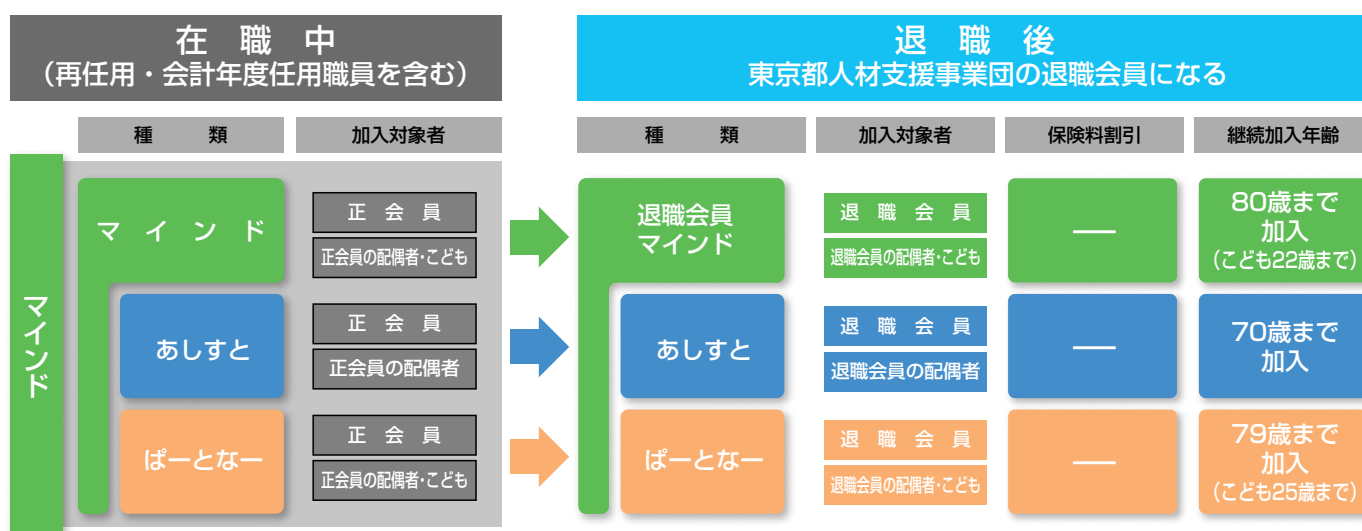 在 職 中
（再任用・会計年度任用職員を含む）
退 職 後
東京都人材支援事業団の退職会員になる
種 類
加入対象者
種 類
加入対象者
保険料割引
継続加入年齢
マインド
マ イ ン ド
正 会 員
正会員の配偶者・こども
退職会員
マインド
退 職 会 員
退職会員の配偶者・こども
―
80歳まで
加入
（こども22歳まで）
あしすと
正 会 員
正会員の配偶者
あしすと
退 職 会 員
退職会員の配偶者
―
70歳まで
加入
ぱーとなー
正 会 員
正会員の配偶者・こども
ぱーとなー
退 職 会 員
退職会員の配偶者・こども
―
79歳まで
加入
（こども25歳まで）